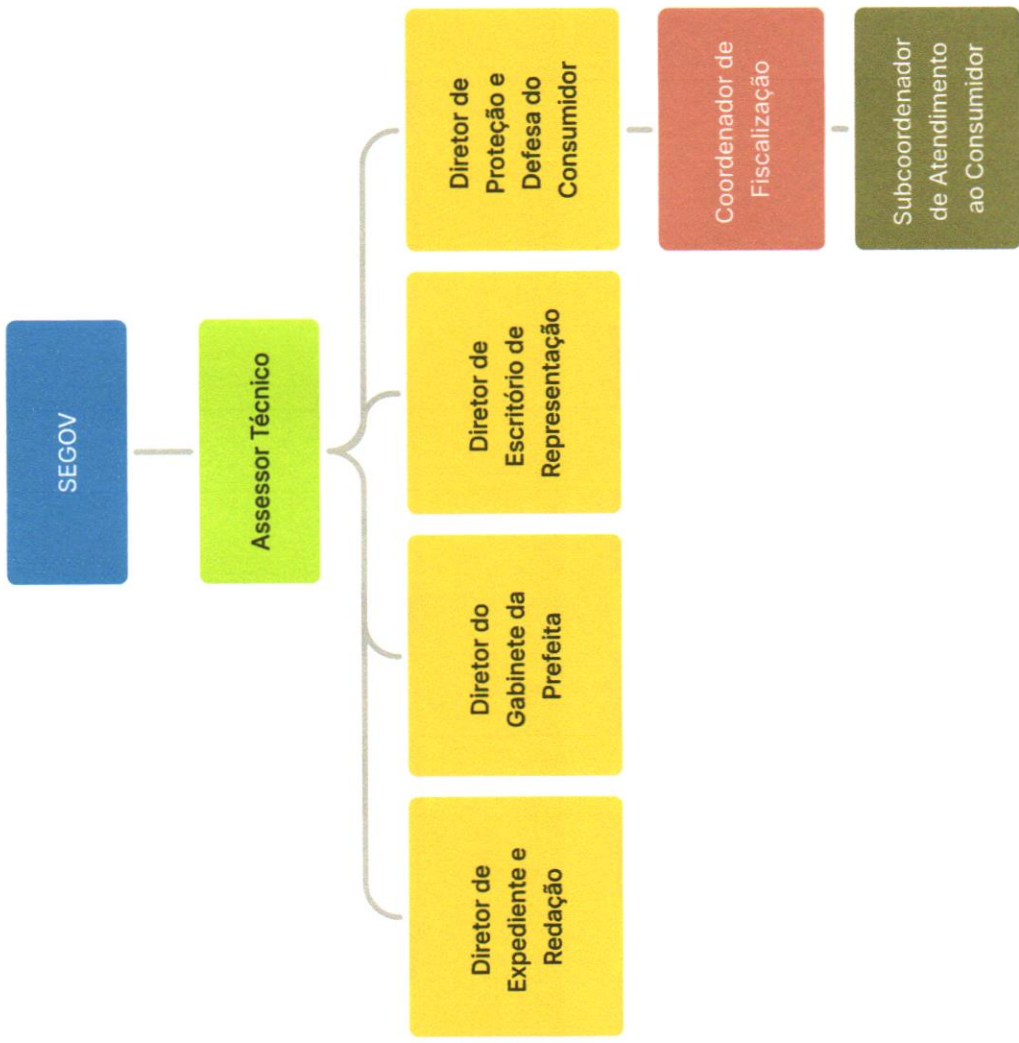 SEGOV
Assessor Técnico
Diretor de
Expediente e
Redação
Diretor do
Gabinete da
Prefeita
Diretor de
Escritório de
Representação
Diretor de
Proteção e
Defesa do
Consumidor
Coordenador de
Fiscalização
Subcoordenador
de Atendimento
ao Consumidor